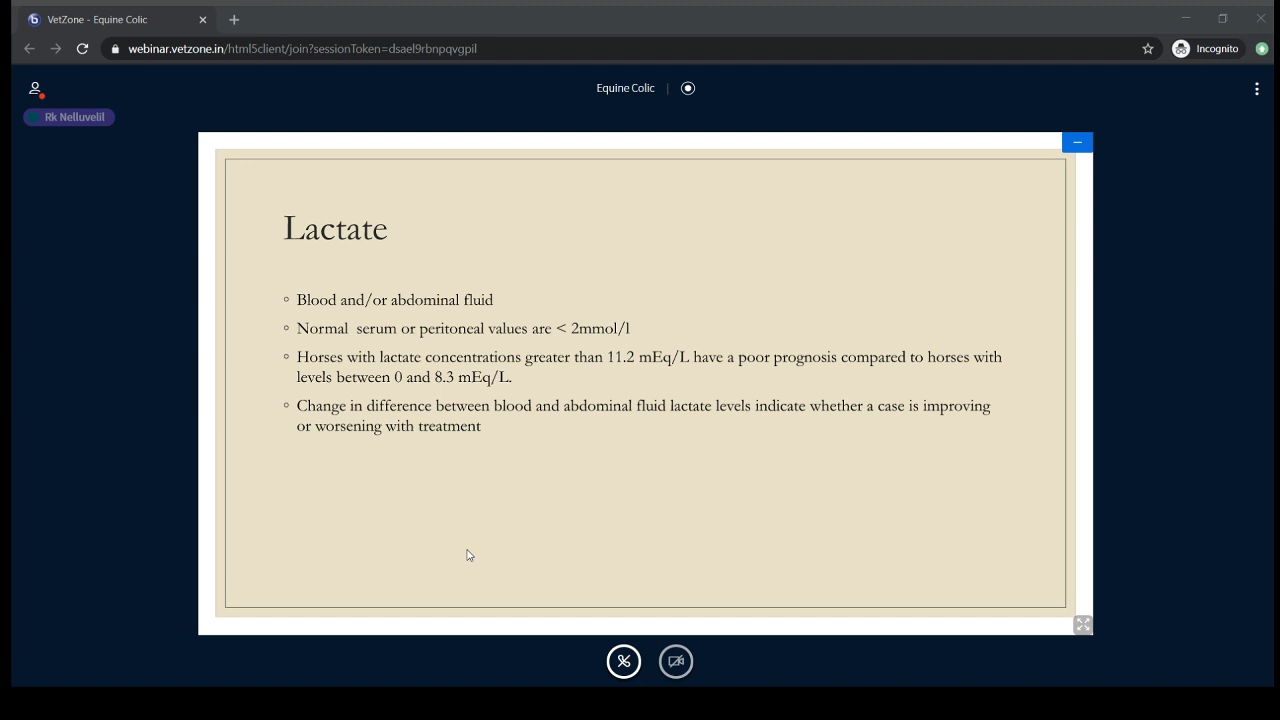 VetZone - Equine Colic
webinar.vetzone.in/html5client/join?sessionToken=dsael9rbnpqvgpil
Incognito
Equine Colic
Rk Nelluvelil
Lactate
Blood and/or abdominal fluid
Normal serum or peritoneal values are < 2mmol/l
Horses with lactate concentrations greater than 11.2 mEq/L have a poor prognosis compared to horses with
levels between 0 and 8.3 mEq/L.
Change in difference between blood and abdominal fluid lactate levels indicate whether a case is improving
or worsening with treatment